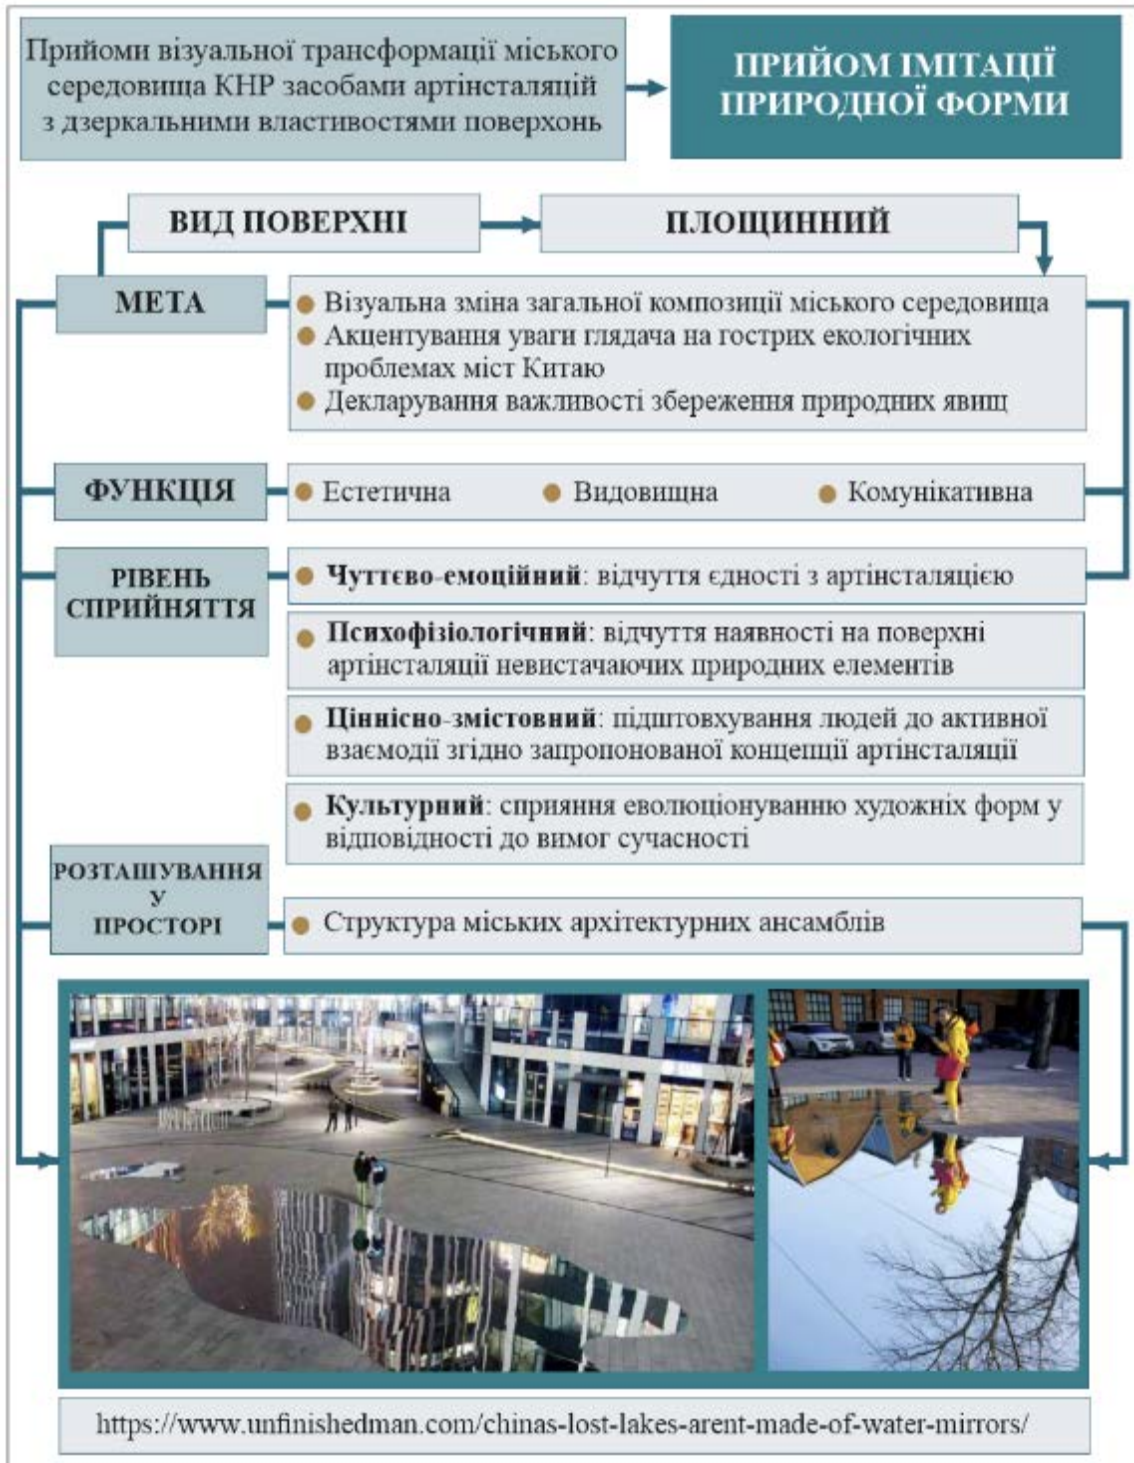 Прийоми візуальної трансформації міського
середовища КНР засобами артінсталяцій
з дзеркальними властивостями поверхонь
ПРИЙОМ ІМІТАЦІЇ
ПРИРОДНОЇ ФОРМИ
ВИД ПОВЕРХНІ
ПЛОЩИННИЙ
МЕТА
Візуальна зміна загальної композиції міського середовища
Акцентування уваги глядача на гострих екологічних
проблемах міст Китаю
Декларування важливості збереження природних явищ
ФУНКЦІЯ
Естетична
Видовищна
Комунікативна
РІВЕНЬ
СПРИЙНЯТТЯ
Чуттєво-емоційний: відчуття єдності з артінсталяцією
Психофізіологічний: відчуття наявності на поверхні
артінсталяції невистачаючих природних елементів
Ціннісно-змістовний: підштовхування людей до активної
взаємодії згідно запропонованої концепції артінсталяції
Культурний: сприяння еволюціонуванню художніх форм у
відповідності до вимог сучасності
РОЗТАШУВАННЯ
У
ПРОСТОРІ
Структура міських архітектурних ансамблів
https://www.unfinishedman.com/chinas-lost-lakes-arent-made-of-water-mirrors/